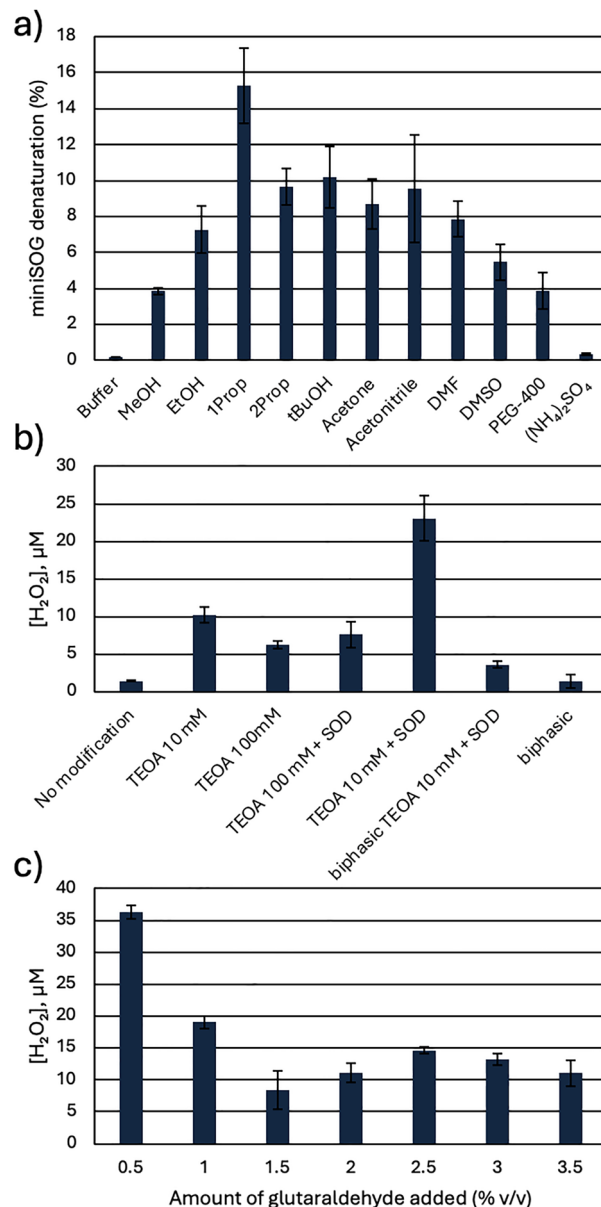 a)
miniSOG denaturation (%)
18
16
14
12
10
8
6
4
2
0
Buffer
MeOH
EtOH
1Prop
2Prop
tBuOH
Acetone
Acetonitrile
DMF
DMSO
PEG-400
(NH₄)₂SO₄
b)
[H₂O₂], µM
30
25
20
15
10
5
0
No modification
TEOA 10 mM
TEOA 100mM
TEOA 100 mM + SOD
TEOA 10 mM + SOD
biphasic TEOA 10 mM + SOD
biphasic
c)
[H₂O₂], µM
40
35
30
25
20
15
10
5
0
0.5 1 1.5 2 2.5 3 3.5
Amount of glutaraldehyde added (% v/v)